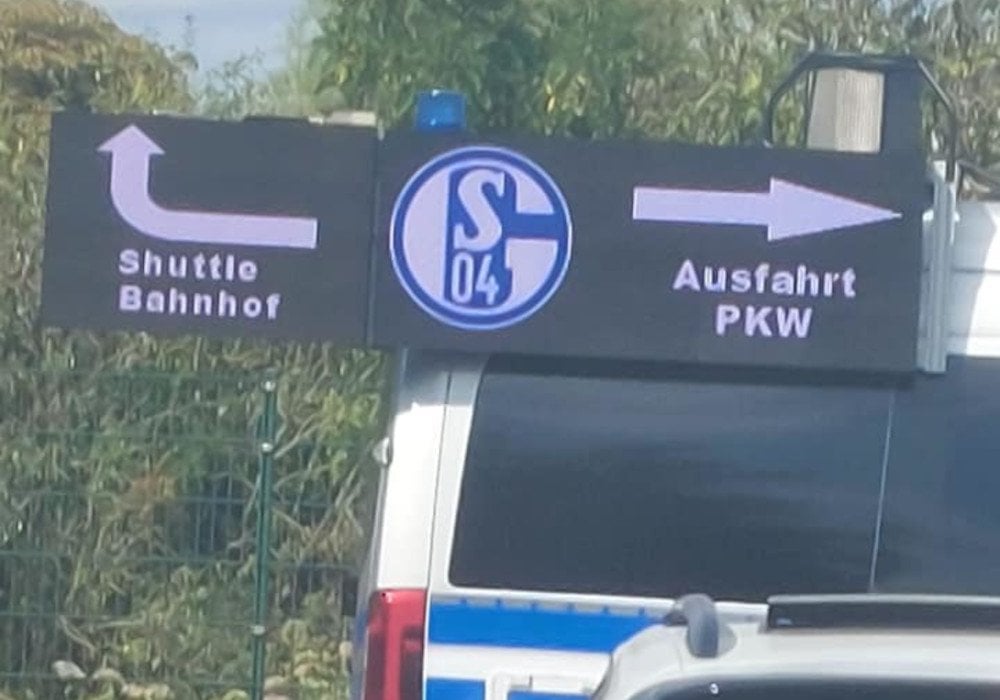 Shuttle
Bahnhof
S
04
Ausfahrt
PKW